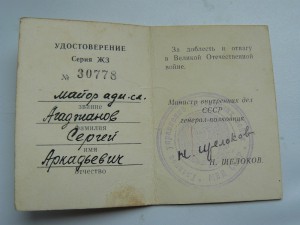 УДОСТОВЕРЕНИЕ
Серия ЖЗ
№ 30778
майор адм-сл.
звание
Агаджанов
фамилия
Сергей
имя
Аркадьевич
отчество
За доблесть и отвагу
в Великой Отечественной
войне.
Министр внутренних дел
СССР
генерал-полковник
Н. Щелоков
Н. ЩЕЛОКОВ